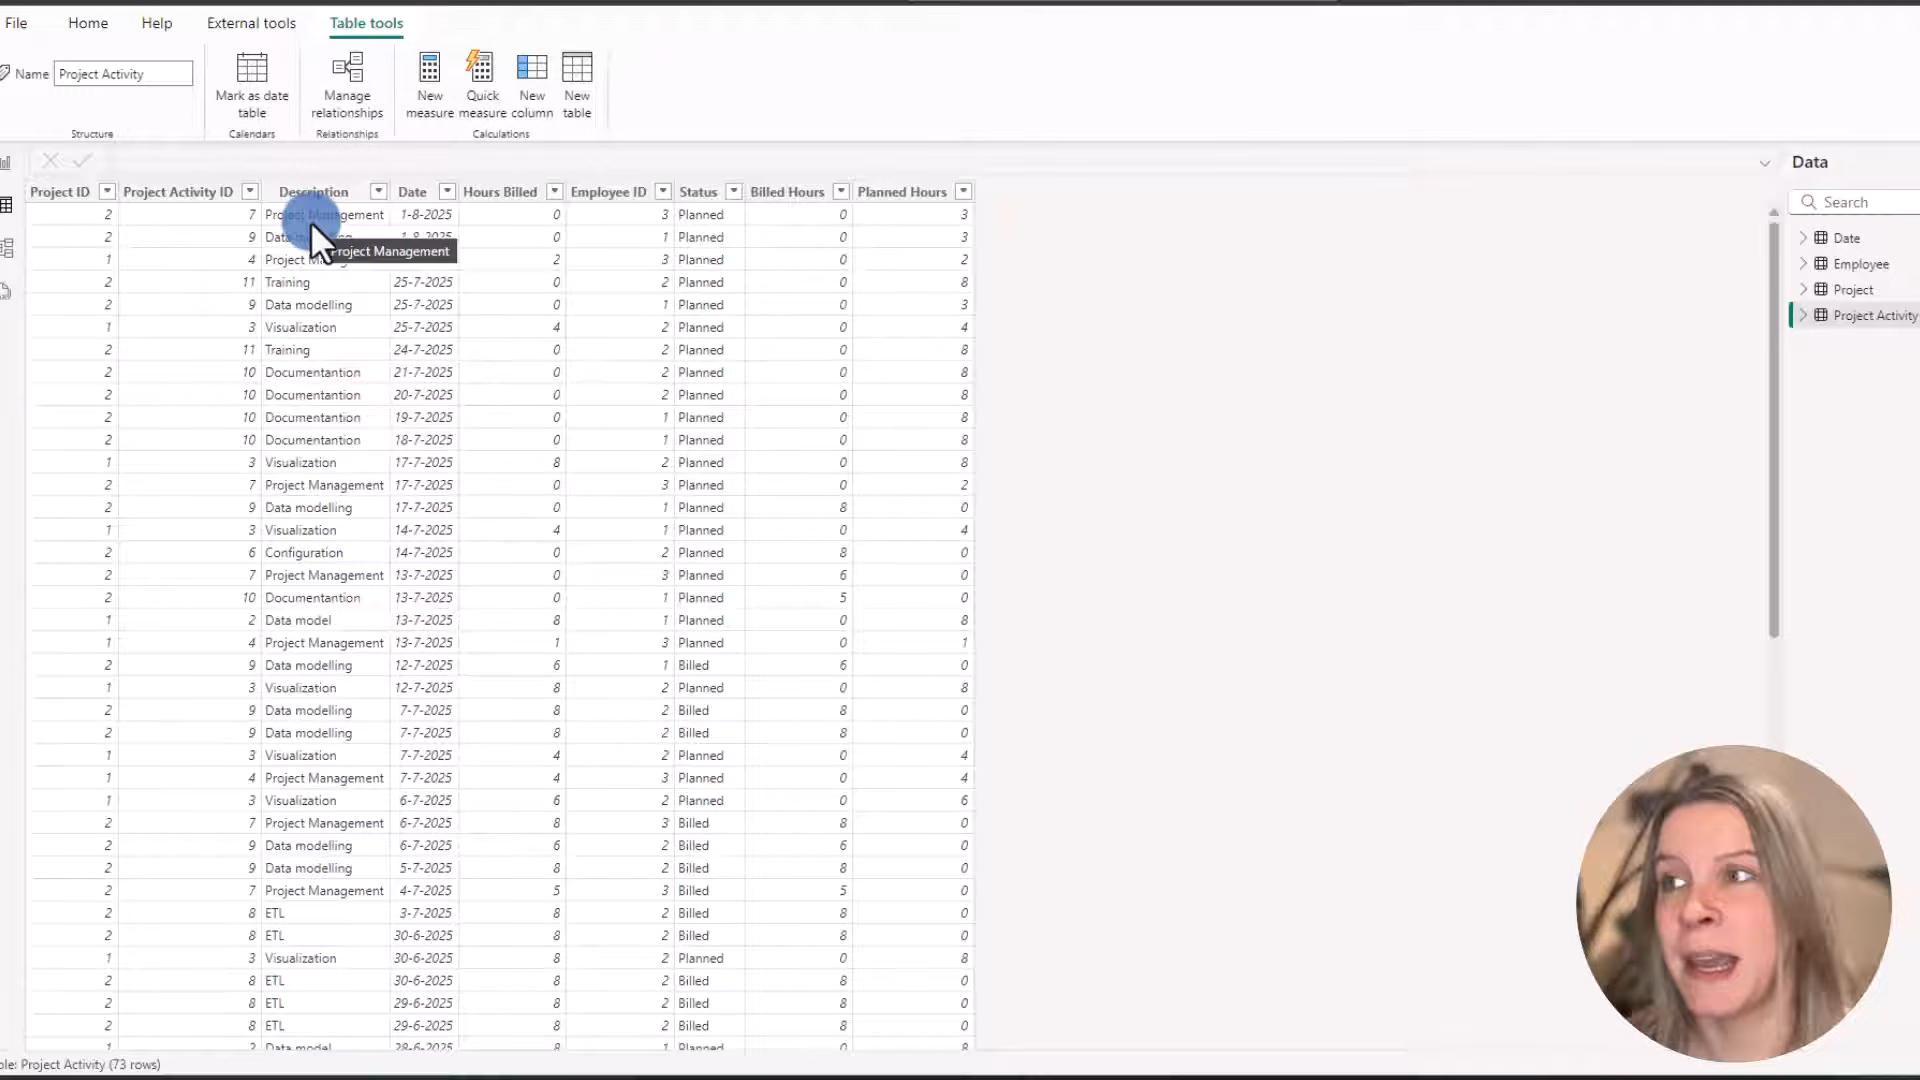 File Home Help External tools Table tools
Name Project Activity
Mark as date table
Manage relationships
New measure
Quick measure
New column
New table
Structure Calendars Relationships Calculations
Data
Search
Date
Employee
Project
Project Activity
Project ID Project Activity ID Description Date Hours Billed Employee ID Status Billed Hours Planned Hours
2 7 Project Management 1-8-2025 0 3 Planned 0 3
2 9 Data modelling 1-8-2025 0 1 Planned 0 3
Project Management
1 4 Project 2 3 Planned 0 2
2 11 Training 25-7-2025 0 2 Planned 0 8
2 9 Data modelling 25-7-2025 0 1 Planned 0 3
1 3 Visualization 25-7-2025 4 2 Planned 0 4
2 11 Training 24-7-2025 0 2 Planned 0 8
2 10 Documentantion 21-7-2025 0 2 Planned 0 8
2 10 Documentantion 20-7-2025 0 2 Planned 0 8
2 10 Documentantion 19-7-2025 0 1 Planned 0 8
2 10 Documentantion 18-7-2025 0 1 Planned 0 8
1 3 Visualization 17-7-2025 8 2 Planned 0 8
2 7 Project Management 17-7-2025 0 3 Planned 0 2
2 9 Data modelling 17-7-2025 0 1 Planned 8 0
1 3 Visualization 14-7-2025 4 1 Planned 0 4
2 6 Configuration 14-7-2025 0 2 Planned 8 0
2 7 Project Management 13-7-2025 0 3 Planned 6 0
2 10 Documentantion 13-7-2025 0 1 Planned 5 0
1 2 Data model 13-7-2025 8 1 Planned 0 8
1 4 Project Management 13-7-2025 1 3 Planned 0 1
2 9 Data modelling 12-7-2025 6 1 Billed 6 0
1 3 Visualization 12-7-2025 8 2 Planned 0 8
2 9 Data modelling 7-7-2025 8 2 Billed 8 0
2 9 Data modelling 7-7-2025 8 2 Billed 8 0
1 3 Visualization 7-7-2025 4 2 Planned 0 4
1 4 Project Management 7-7-2025 4 3 Planned 0 4
1 3 Visualization 6-7-2025 6 2 Planned 0 6
2 7 Project Management 6-7-2025 8 3 Billed 8 0
2 9 Data modelling 6-7-2025 6 2 Billed 8 0
2 9 Data modelling 5-7-2025 8 2 Billed 8 0
2 7 Project Management 4-7-2025 5 3 Billed 5 0
2 8 ETL 3-7-2025 8 2 Billed 8 0
2 8 ETL 30-6-2025 8 2 Billed 8 0
1 3 Visualization 30-6-2025 8 2 Planned 0 8
2 8 ETL 30-6-2025 8 2 Billed 8 0
2 8 ETL 29-6-2025 8 2 Billed 8 0
2 8 ETL 29-6-2025 8 2 Billed 8 0
1 2 Data model 28-6-2025 8 1 Planned 0 8
ole: Project Activity (73 rows)